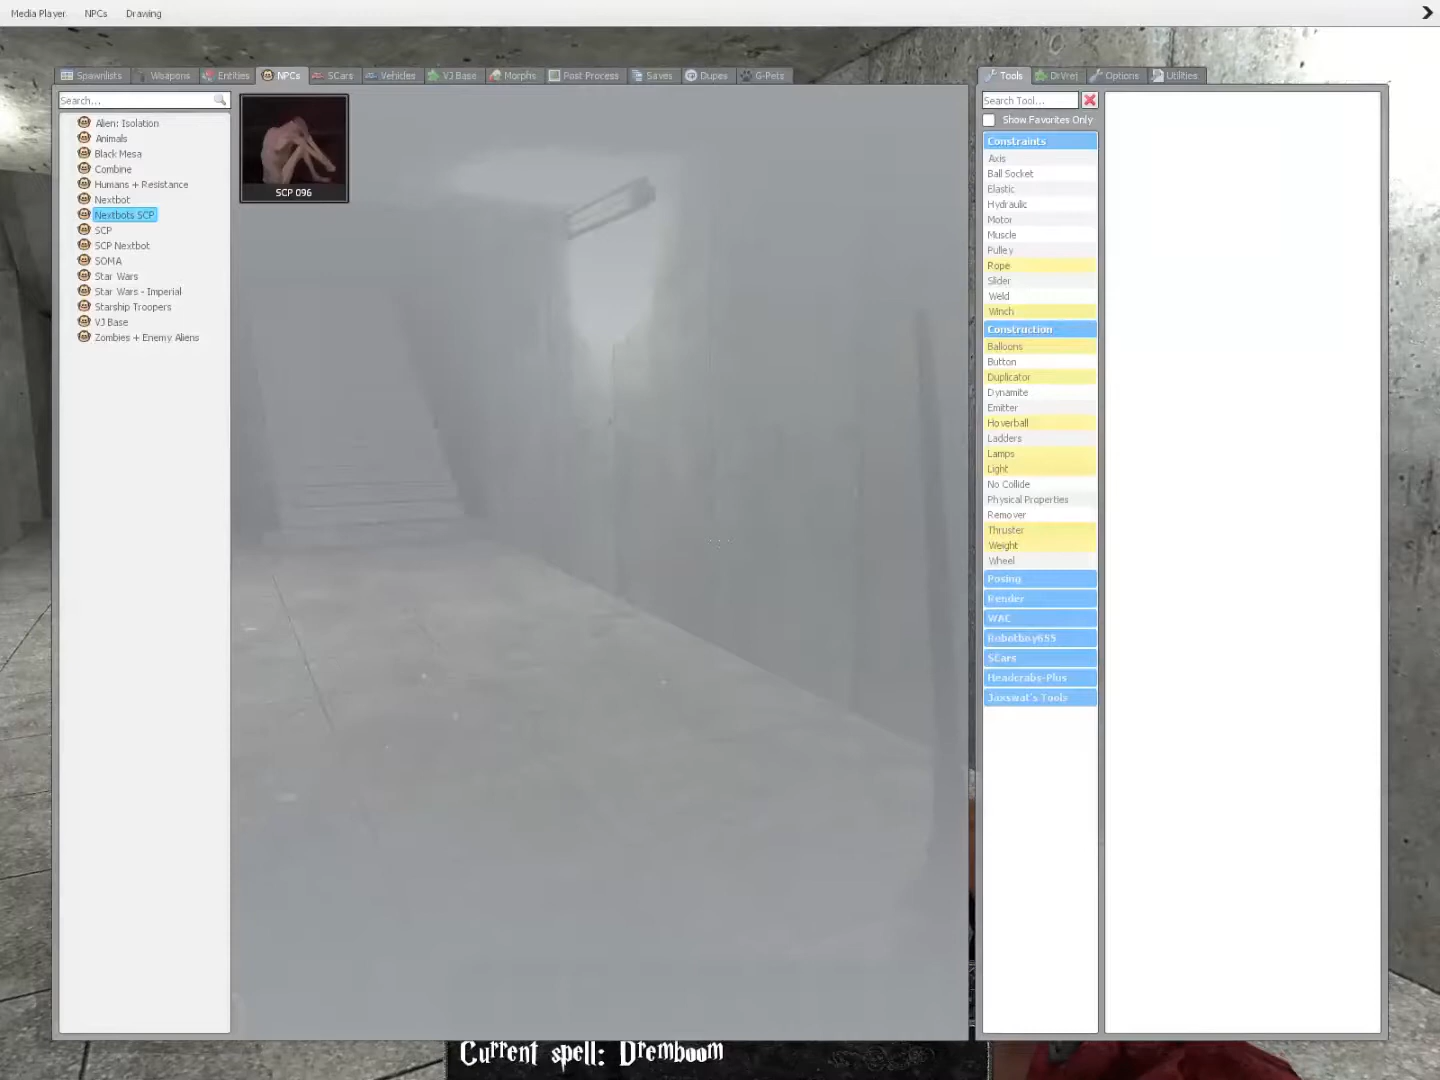 Media Player NPCs Drawing
Spawnlists Weapons Entities NPCs SCars Vehicles VJ Base Morphs Post Process Saves Dupes G-Pets
Tools DrVrej Options Utilities
Search...
Alien: Isolation
Animals
Black Mesa
Combine
Humans + Resistance
Nextbot
Nextbots SCP
SCP
SCP Nextbot
SOMA
Star Wars
Star Wars - Imperial
Starship Troopers
VJ Base
Zombies + Enemy Aliens
SCP 096
Search Tool...
Show Favorites Only
Constraints
Axis
Ball Socket
Elastic
Hydraulic
Motor
Muscle
Pulley
Rope
Slider
Weld
Winch
Construction
Balloons
Button
Duplicator
Dynamite
Emitter
Hoverball
Ladders
Lamps
Light
No Collide
Physical Properties
Remover
Thruster
Weight
Wheel
Posing
Render
WAC
Robotboy655
SCars
Headcrabs-Plus
Jaxswat's Tools
Current spell: Dremboom